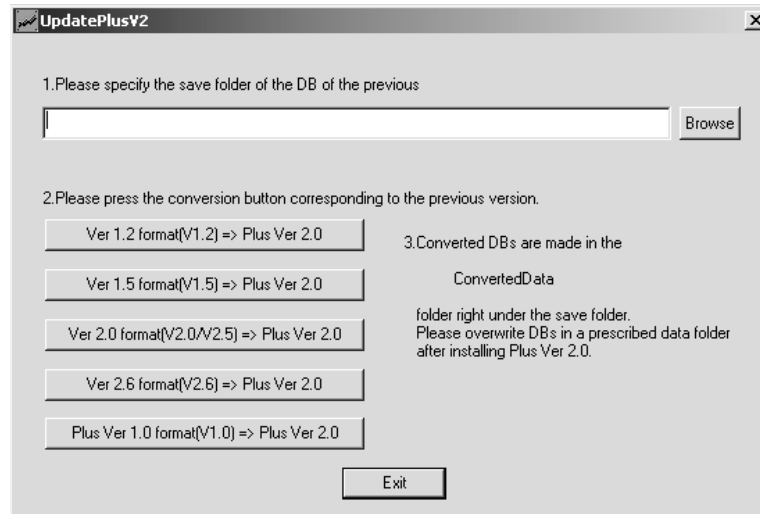 UpdatePlusV2
1.Please specify the save folder of the DB of the previous
Browse
2.Please press the conversion button corresponding to the previous version.
Ver 1.2 format(V1.2) => Plus Ver 2.0
Ver 1.5 format(V1.5) => Plus Ver 2.0
Ver 2.0 format(V2.0/V2.5) => Plus Ver 2.0
Ver 2.6 format(V2.6) => Plus Ver 2.0
Plus Ver 1.0 format(V1.0) => Plus Ver 2.0
3.Converted DBs are made in the
ConvertedData
folder right under the save folder.
Please overwrite DBs in a prescribed data folder
after installing Plus Ver 2.0.
Exit